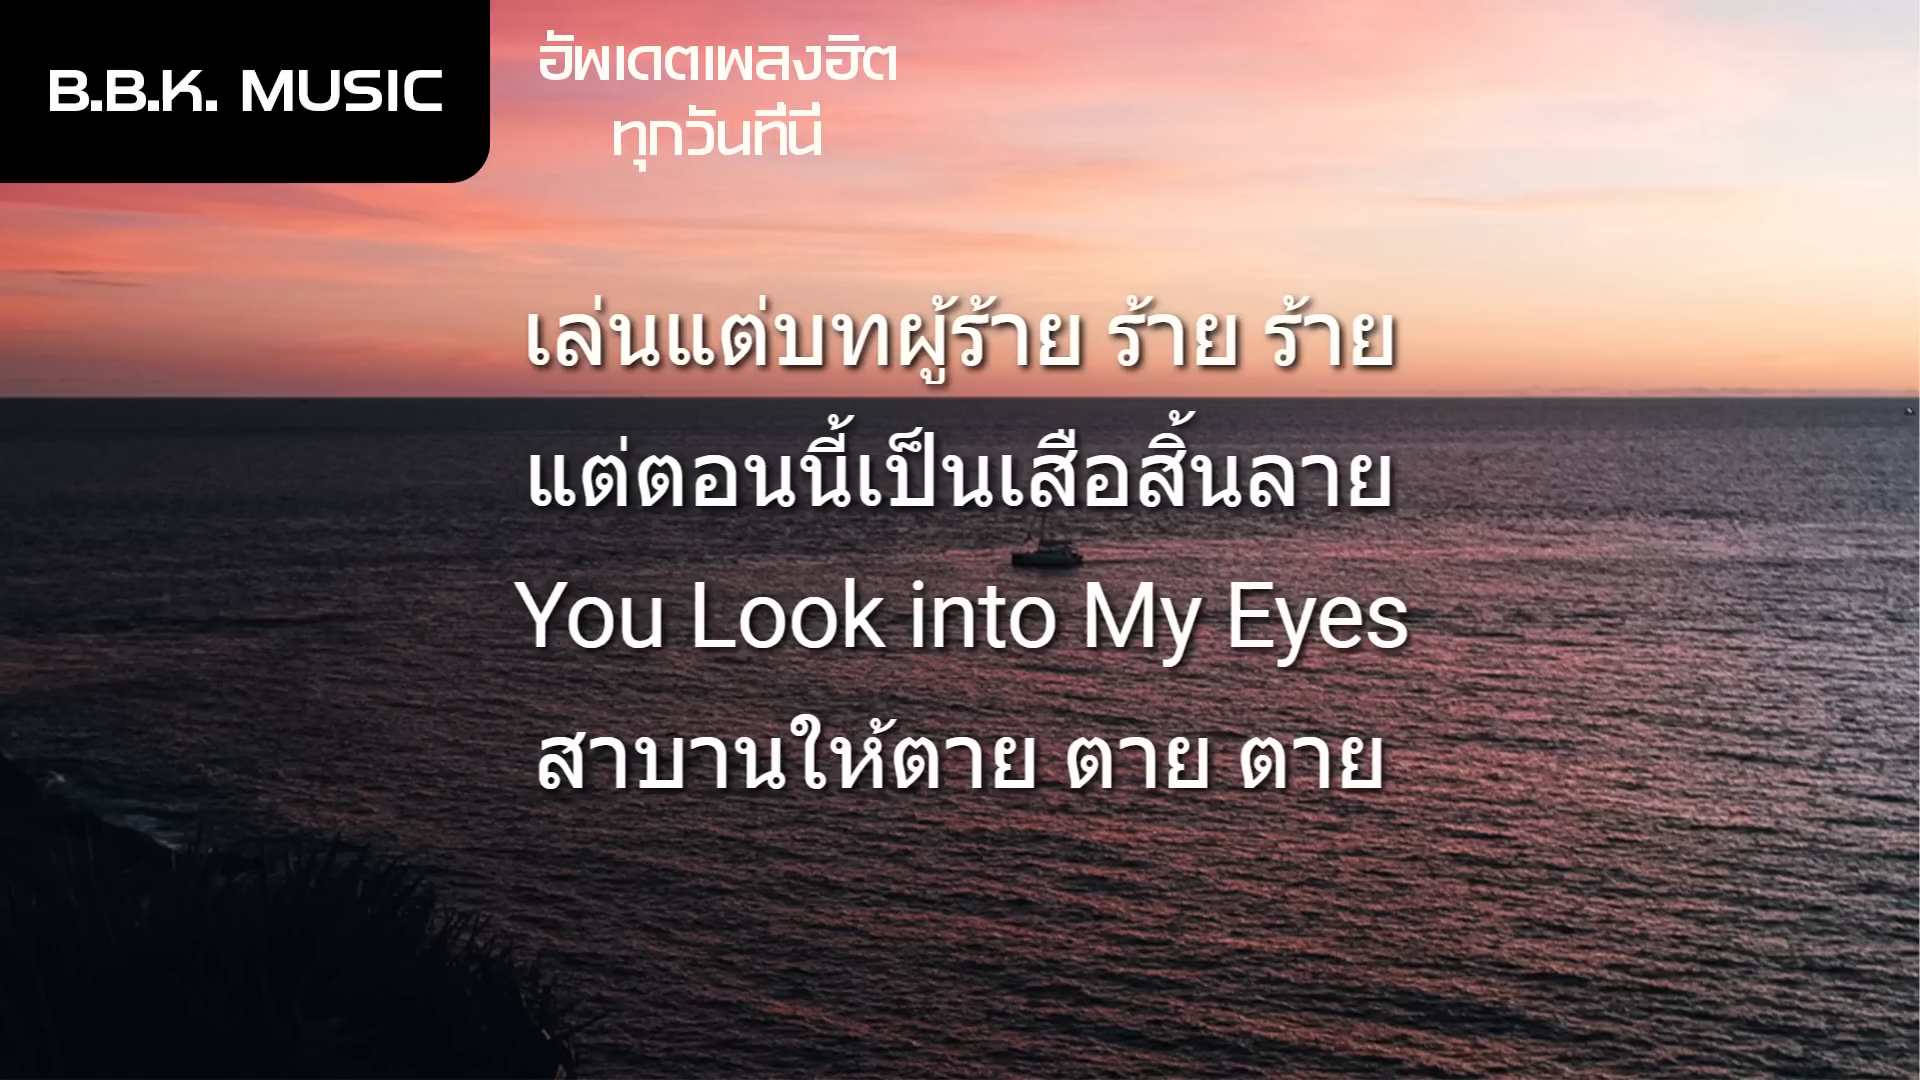 B.B.K. MUSIC
อัพเดตเพลงฮิต
ทุกวันทีนี
เล่นแต่บทผู้ร้าย ร้าย ร้าย
แต่ตอนนี้เป็นเสือสิ้นลาย
You Look into My Eyes
สาบานให้ตาย ตาย ตาย